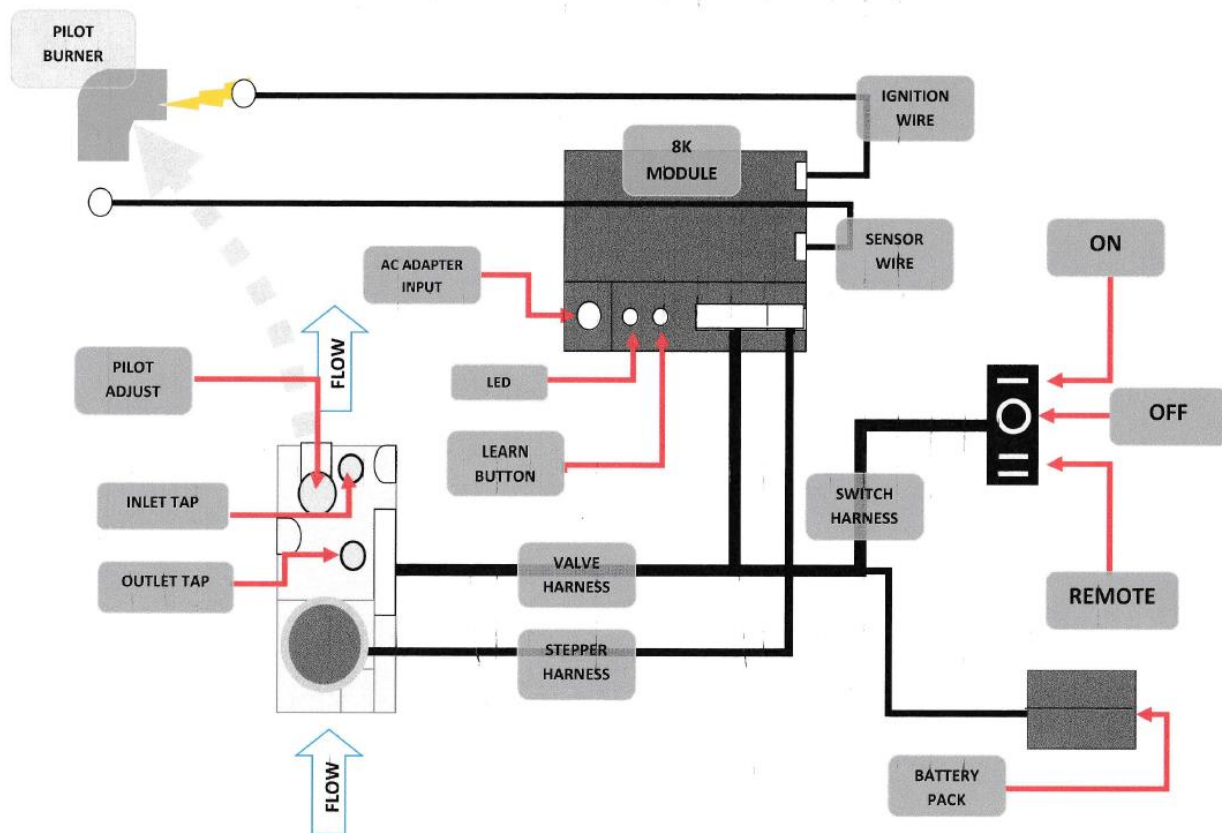 PILOT
BURNER
IGNITION
WIRE
8K
MODULE
SENSOR
WIRE
ON
AC ADAPTER
INPUT
FLOW
PILOT
ADJUST
LED
OFF
LEARN
BUTTON
INLET TAP
SWITCH
HARNESS
OUTLET TAP
VALVE
HARNESS
REMOTE
STEPPER
HARNESS
FLOW
BATTERY
PACK